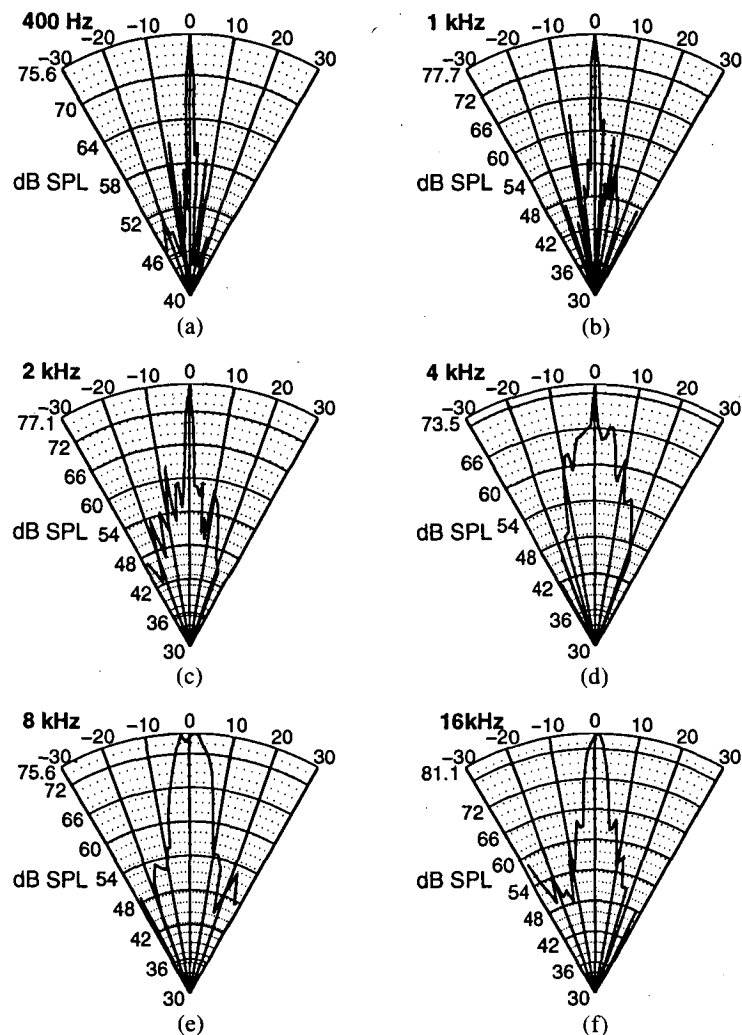 400 Hz
-30 -20 -10 0 10 20 30
75.6
70
64
dB SPL 58
52
46
40
(a)
1 kHz
-30 -20 -10 0 10 20 30
77.7
72
66
60
dB SPL 54
48
42
36
30
(b)
2 kHz
-30 -20 -10 0 10 20 30
77.1
72
66
60
dB SPL 54
48
42
36
30
(c)
4 kHz
-30 -20 -10 0 10 20 30
73.5
66
60
dB SPL 54
48
42
36
30
(d)
8 kHz
-30 -20 -10 0 10 20 30
75.6
72
66
60
dB SPL 54
48
42
36
30
(e)
16kHz
-30 -20 -10 0 10 20 30
81.1
72
66
60
dB SPL 54
48
42
36
30
(f)